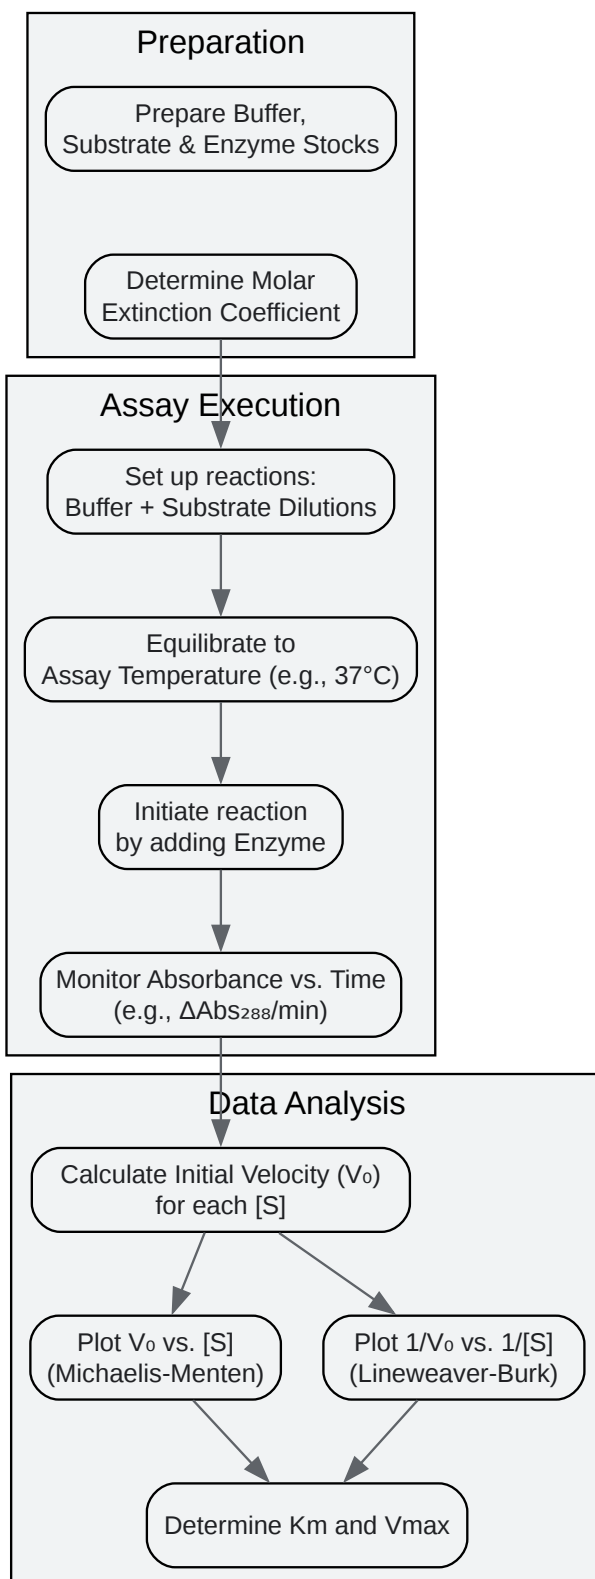 Preparation
Prepare Buffer,
Substrate & Enzyme Stocks
Determine Molar
Extinction Coefficient
Assay Execution
Set up reactions:
Buffer + Substrate Dilutions
Equilibrate to
Assay Temperature (e.g., 37°C)
Initiate reaction
by adding Enzyme
Monitor Absorbance vs. Time
(e.g., ΔAbs₂₈₈/min)
Data Analysis
Calculate Initial Velocity (V₀)
for each [S]
Plot V₀ vs. [S]
(Michaelis-Menten)
Plot 1/V₀ vs. 1/[S]
(Lineweaver-Burk)
Determine Km and Vmax